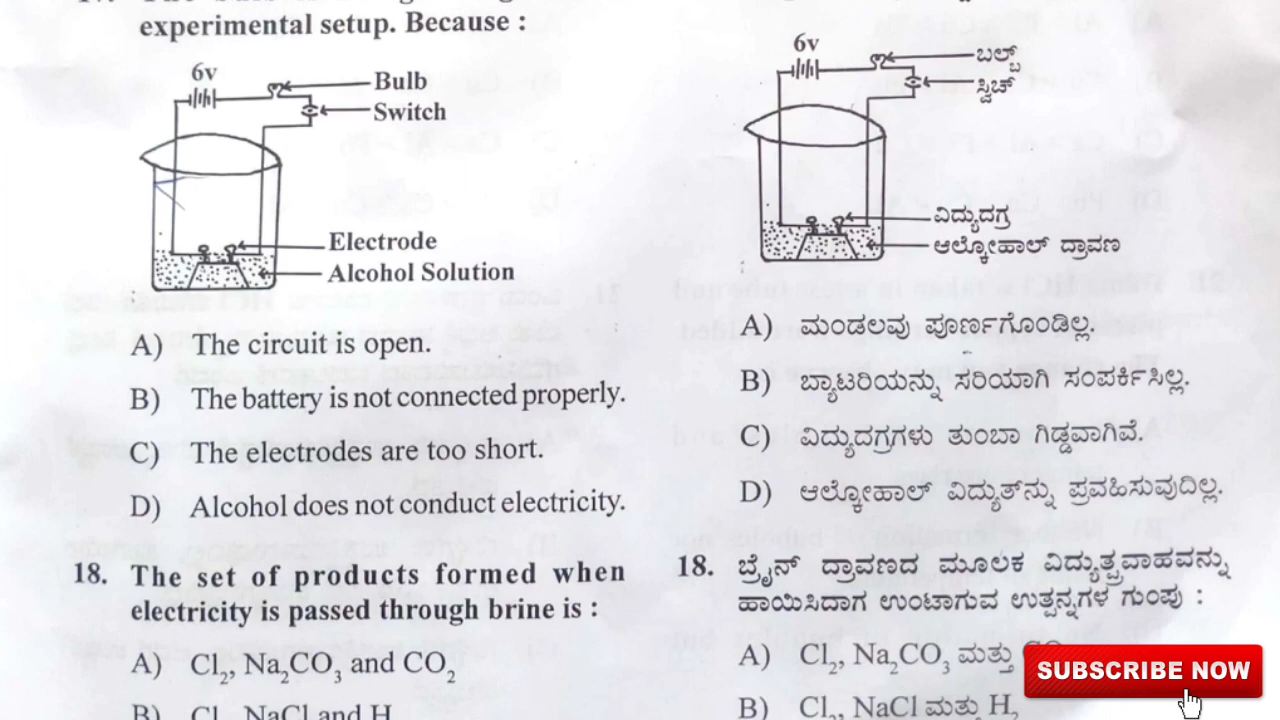 experimental setup. Because :
6v
Bulb
Switch
Electrode
Alcohol Solution
A) The circuit is open.
B) The battery is not connected properly.
C) The electrodes are too short.
D) Alcohol does not conduct electricity.
18. The set of products formed when
electricity is passed through brine is :
A) Cl₂, Na₂CO₃ and CO₂
B) Cl₂, NaCl and H
6v
ಬಲ್ಬ್
ಸ್ವಿಚ್
ವಿದ್ಯುದಗ್ರ
ಆಲ್ಕೋಹಾಲ್ ದ್ರಾವಣ
A) ಮಂಡಲವು ಪೂರ್ಣಗೊಂಡಿಲ್ಲ.
B) ಬ್ಯಾಟರಿಯನ್ನು ಸರಿಯಾಗಿ ಸಂಪರ್ಕಿಸಿಲ್ಲ.
C) ವಿದ್ಯುದಗ್ರಗಳು ತುಂಬಾ ಗಿಡ್ಡವಾಗಿವೆ.
D) ಆಲ್ಕೋಹಾಲ್ ವಿದ್ಯುತ್‌ನ್ನು ಪ್ರವಹಿಸುವುದಿಲ್ಲ.
18. ಬ್ರೈನ್ ದ್ರಾವಣದ ಮೂಲಕ ವಿದ್ಯುತ್ಪ್ರವಾಹವನ್ನು
ಹಾಯಿಸಿದಾಗ ಉಂಟಾಗುವ ಉತ್ಪನ್ನಗಳ ಗುಂಪು :
A) Cl₂, Na₂CO₃ ಮತ್ತು
B) Cl₂, NaCl ಮತ್ತು H₂
SUBSCRIBE NOW